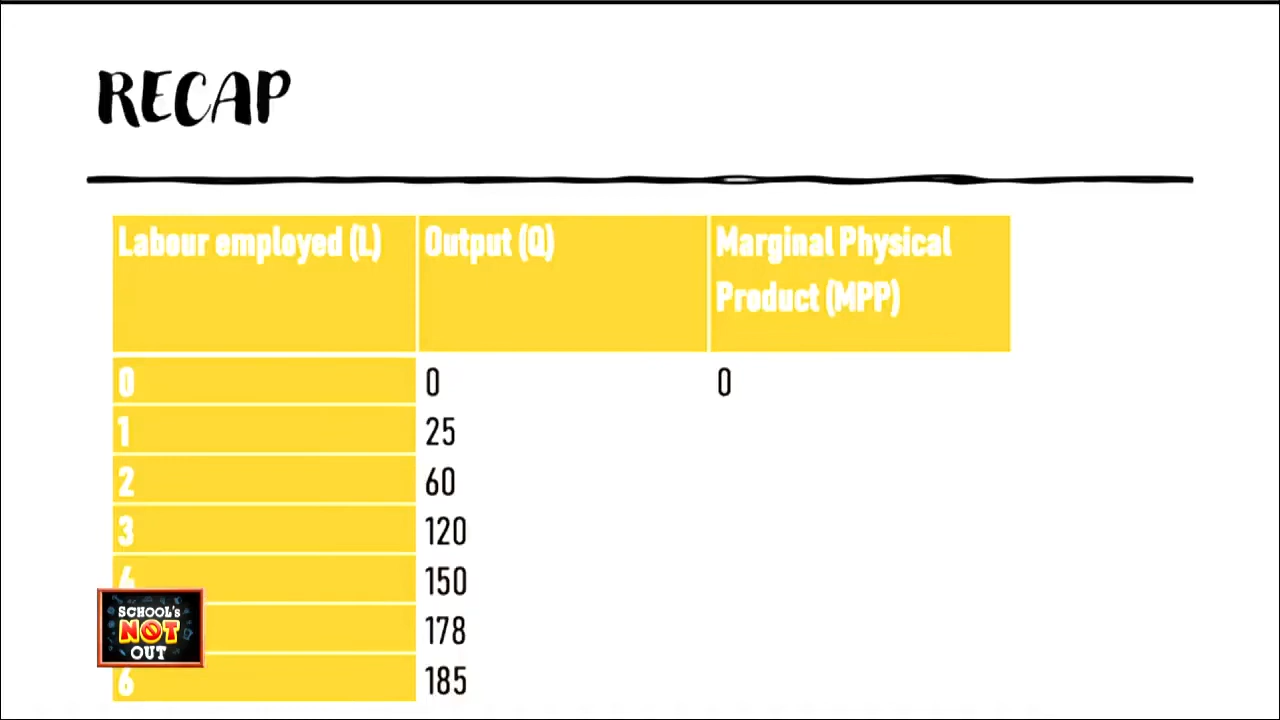 RECAP
Labour employed (L) Output (Q) Marginal Physical
Product (MPP)
0 0 0
1 25
2 60
3 120
4 150
178
6 185
SCHOOL'S
NOT
OUT